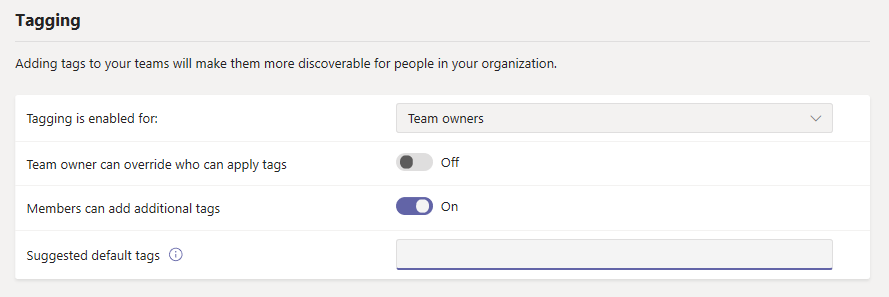 Tagging
Adding tags to your teams will make them more discoverable for people in your organization.
Tagging is enabled for:
Team owners
Team owner can override who can apply tags
Off
Members can add additional tags
On
Suggested default tags